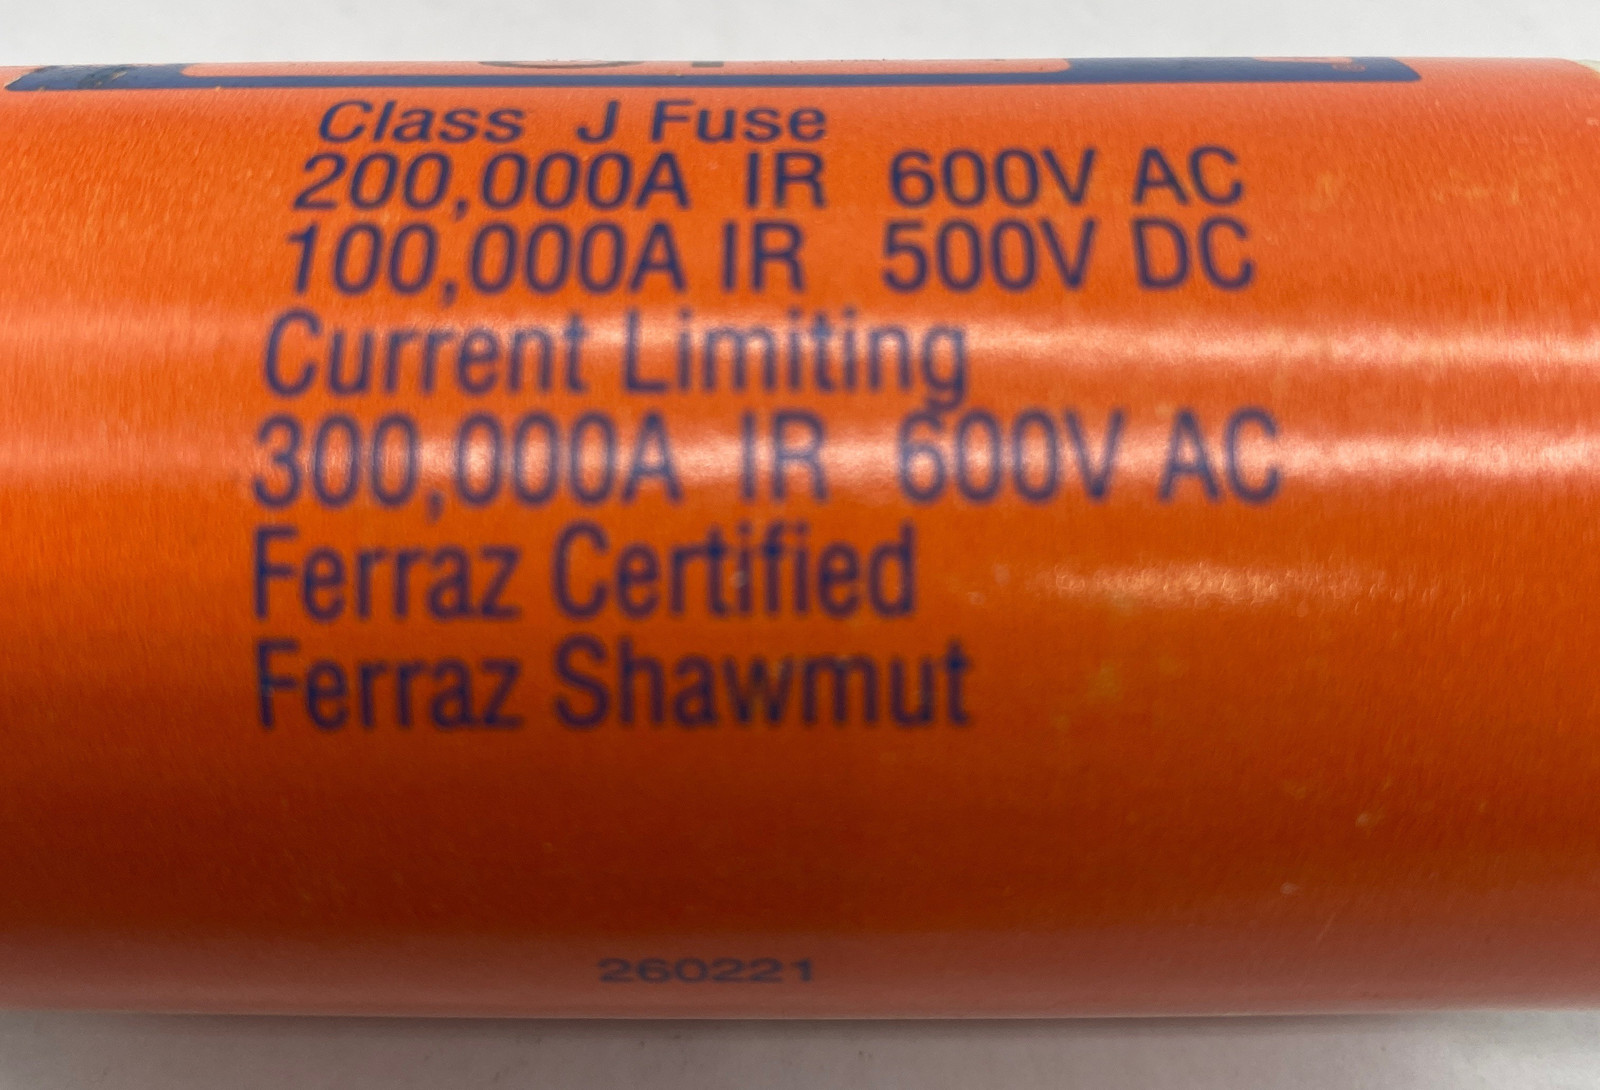 Class J Fuse
200,000A IR 600V AC
100,000A IR 500V DC
Current Limiting
300,000A IR 600V AC
Ferraz Certified
Ferraz Shawmut
260221